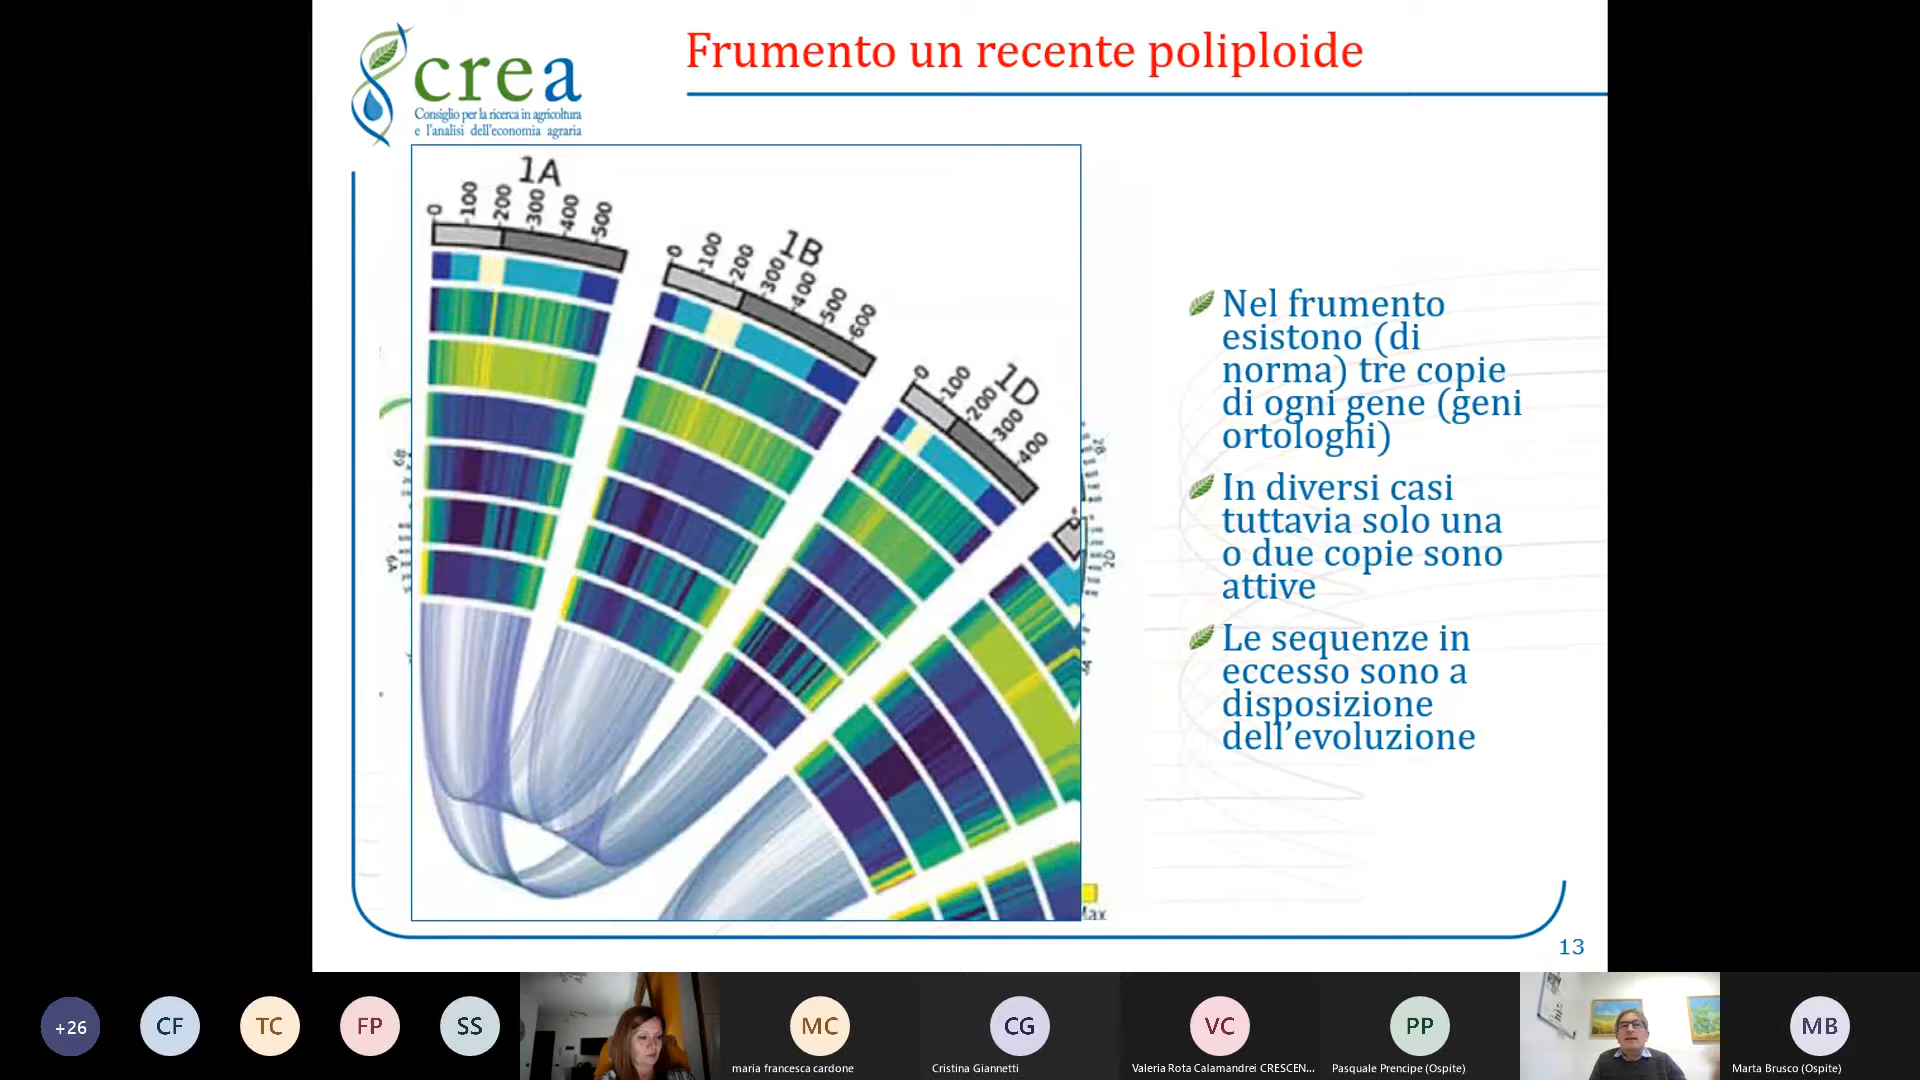 crea
Consiglio per la ricerca in agricoltura
e l'analisi dell'economia agraria
Frumento un recente poliploide
1A
0 100 200 300 400 500
1B
0 100 200 300 400 500 600
1D
0 100 200 300 400
Nel frumento
esistono (di
norma) tre copie
di ogni gene (geni
ortologhi)
In diversi casi
tuttavia solo una
o due copie sono
attive
Le sequenze in
eccesso sono a
disposizione
dell'evoluzione
13
+26
CF
TC
FP
SS
MC
maria francesca cardone
CG
Cristina Giannetti
VC
Valeria Rota Calamandrei CRESCEN...
PP
Pasquale Prencipe (Ospite)
MB
Marta Brusco (Ospite)